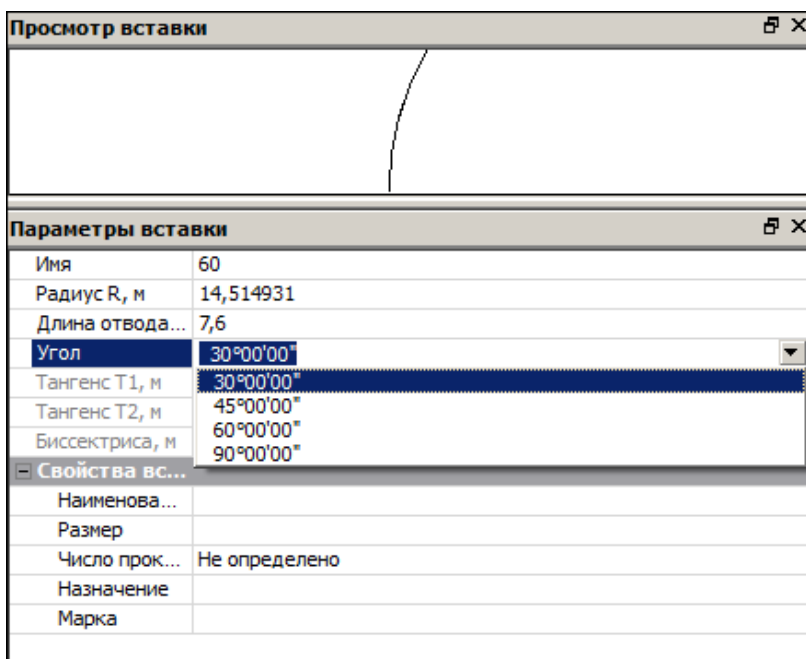 Просмотр вставки
Параметры вставки
Имя 60
Радиус R, м 14,514931
Длина отвода... 7,6
Угол 30°00'00"
30°00'00"
Тангенс T1, м
45°00'00"
Тангенс T2, м
60°00'00"
Биссектриса, м
90°00'00"
Свойства вс...
Наименова...
Размер
Число прок... Не определено
Назначение
Марка